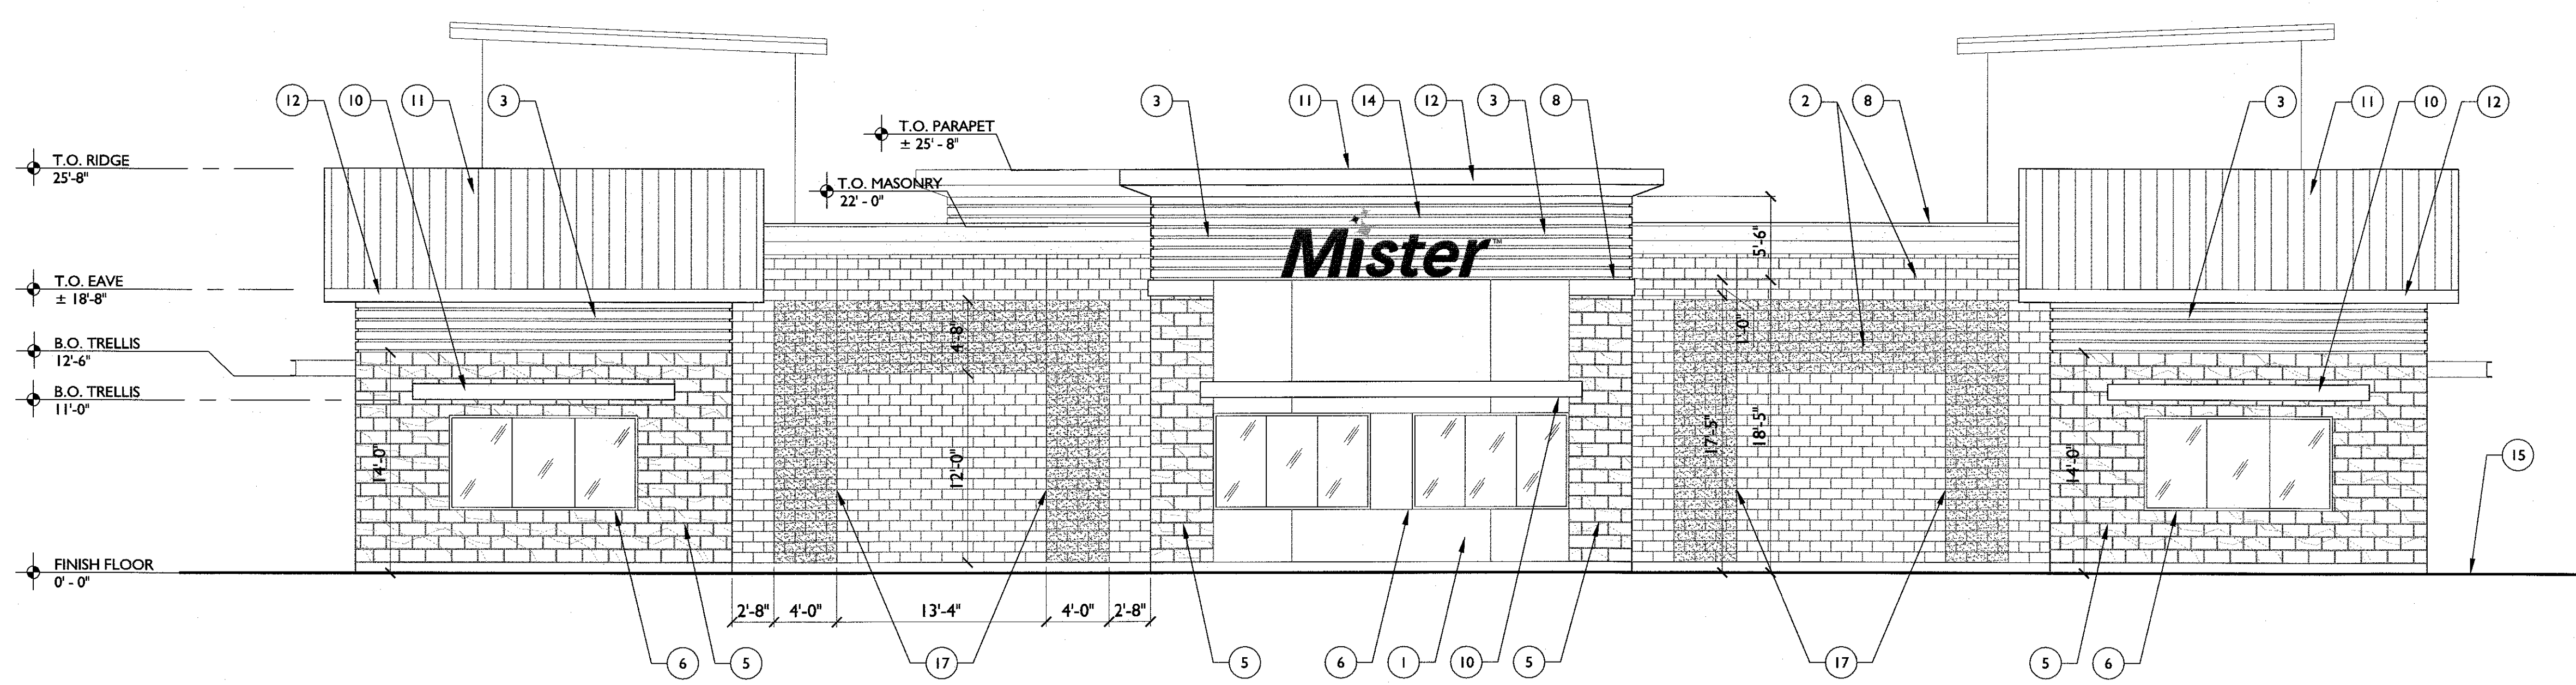 12 10 11 3 3 11 14 12 3 8 2 8 3 11 10 12
T.O. PARAPET
± 25' - 8"
T.O. RIDGE
25'-8"
T.O. MASONRY
22' - 0"
Mister™
5'-6"
T.O. EAVE
± 18'-8"
4'-8"
1'-0"
B.O. TRELLIS
12'-6"
B.O. TRELLIS
11'-0"
14'-0"
12'-0"
17'-5"
18'-5"
14'-0"
15
FINISH FLOOR
0' - 0"
2'-8" 4'-0" 13'-4" 4'-0" 2'-8"
6 5 17 5 6 1 10 5 17 5 6